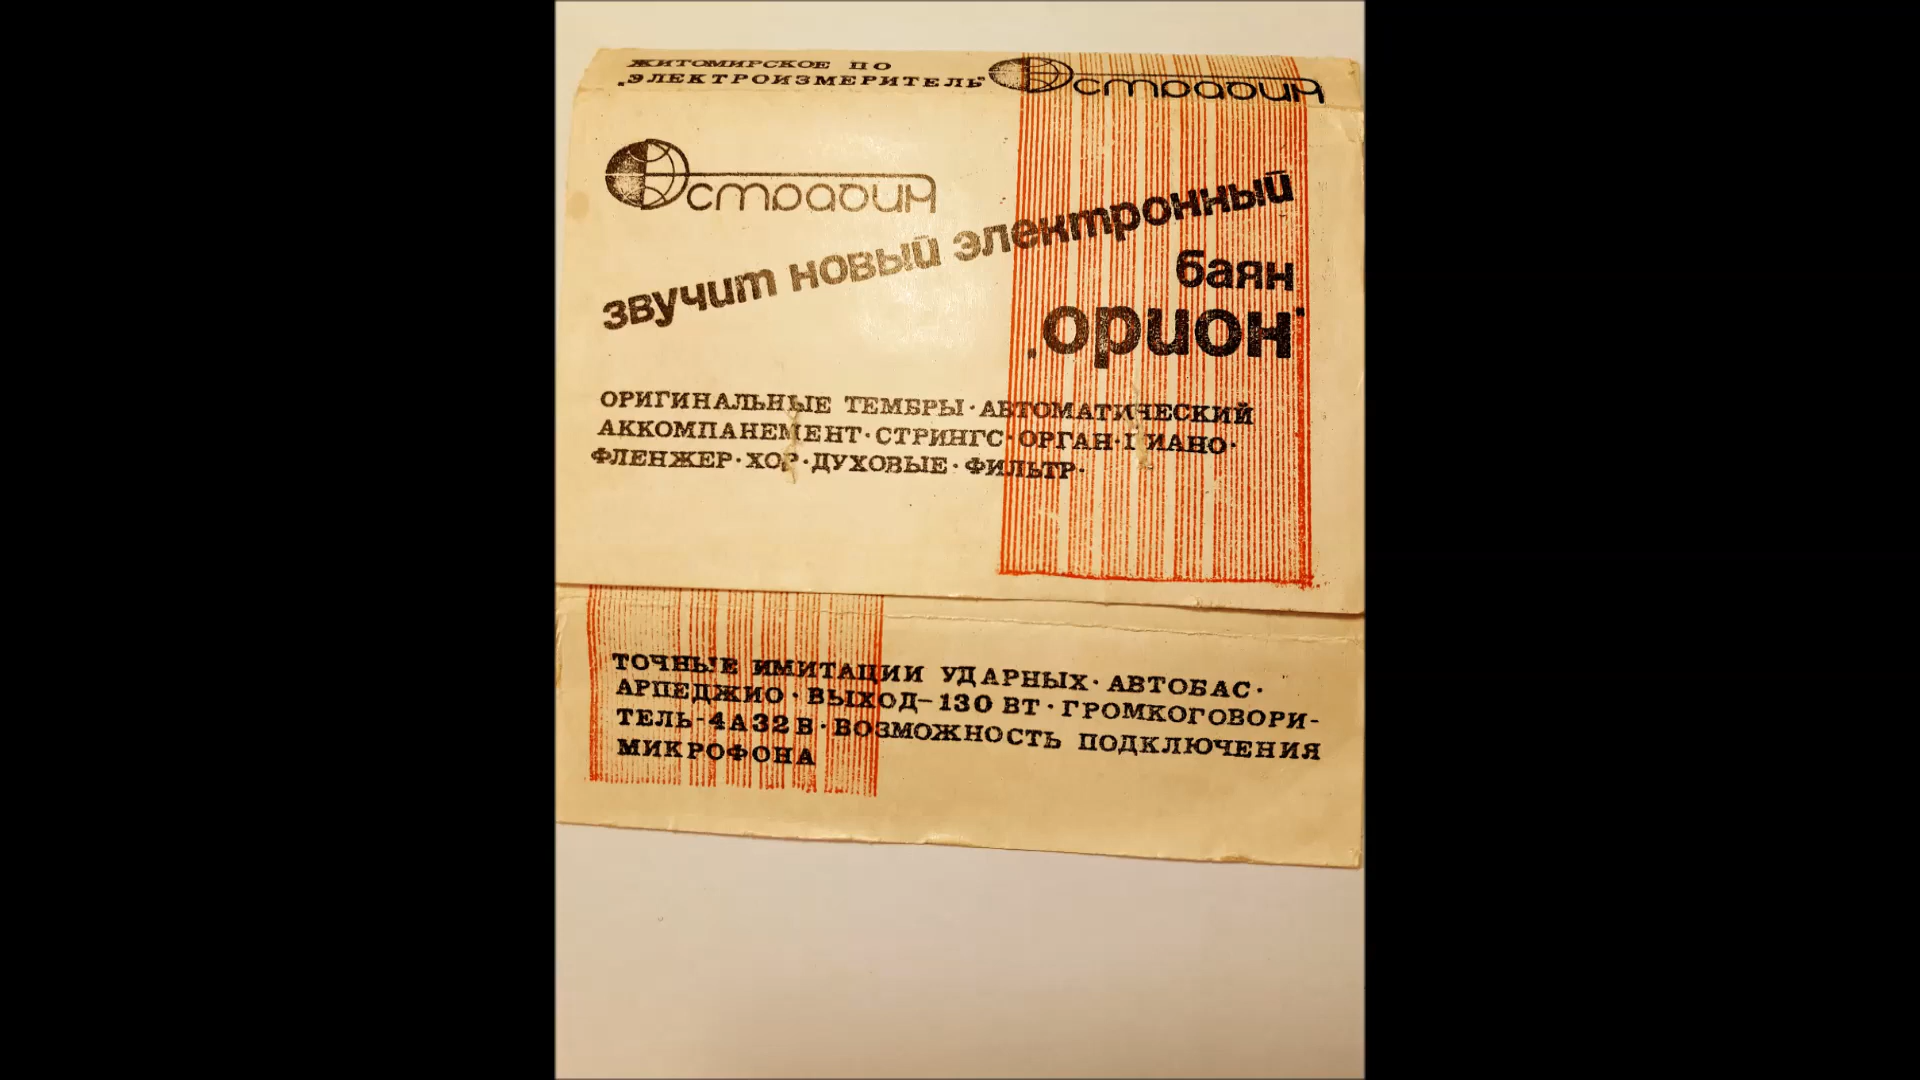 ЖИТОМИРСКОЕ ПО
„ЭЛЕКТРОИЗМЕРИТЕЛЬ"
Эстрадин
Эстрадин
звучит новый электронный
баян
„орион"
ОРИГИНАЛЬНЫЕ ТЕМБРЫ·АВТОМАТИЧЕСКИЙ
АККОМПАНЕМЕНТ·СТРИНГС·ОРГАН·ПИАНО·
ФЛЕНЖЕР·ХОР·ДУХОВЫЕ·ФИЛЬТР·
ТОЧНЫЕ ИМИТАЦИИ УДАРНЫХ·АВТОБАС·
АРПЕДЖИО·ВЫХОД–130 ВТ·ГРОМКОГОВОРИ-
ТЕЛЬ-4А32В·ВОЗМОЖНОСТЬ ПОДКЛЮЧЕНИЯ
МИКРОФОНА